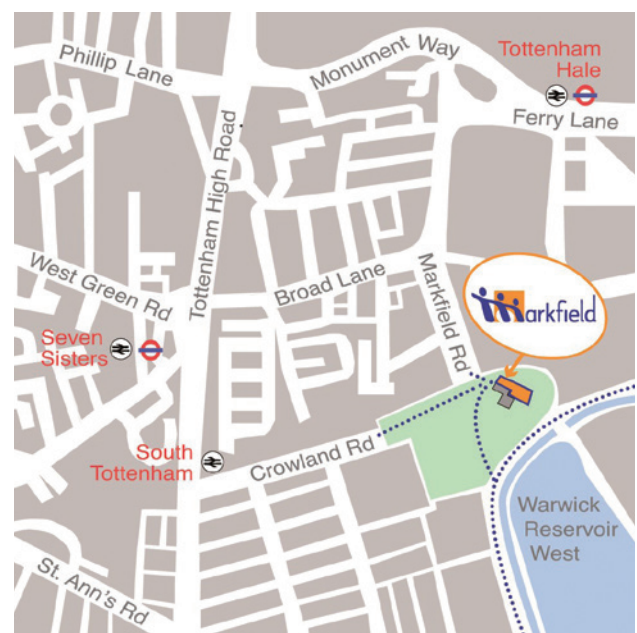 Phillip Lane
Monument Way
Tottenham
Hale
Ferry Lane
Tottenham High Road
West Green Rd
Broad Lane
Markfield Rd
markfield
Seven
Sisters
South
Tottenham
Crowland Rd
Warwick
Reservoir
West
St. Ann's Rd